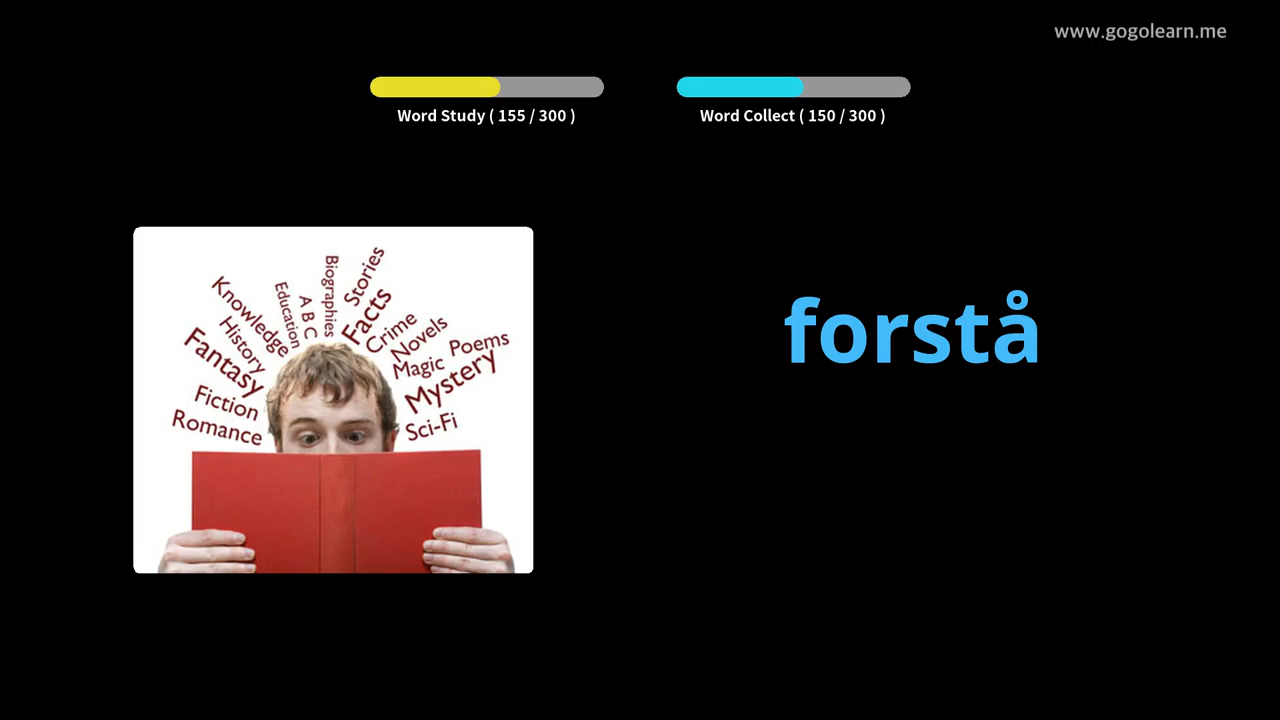 www.gogolearn.me
Word Study ( 155 / 300 )
Word Collect ( 150 / 300 )
forstå
Romance
Fiction
Fantasy
History
Knowledge
Education
A B C
Biographies
Stories
Facts
Crime
Novels
Magic
Poems
Mystery
Sci-Fi